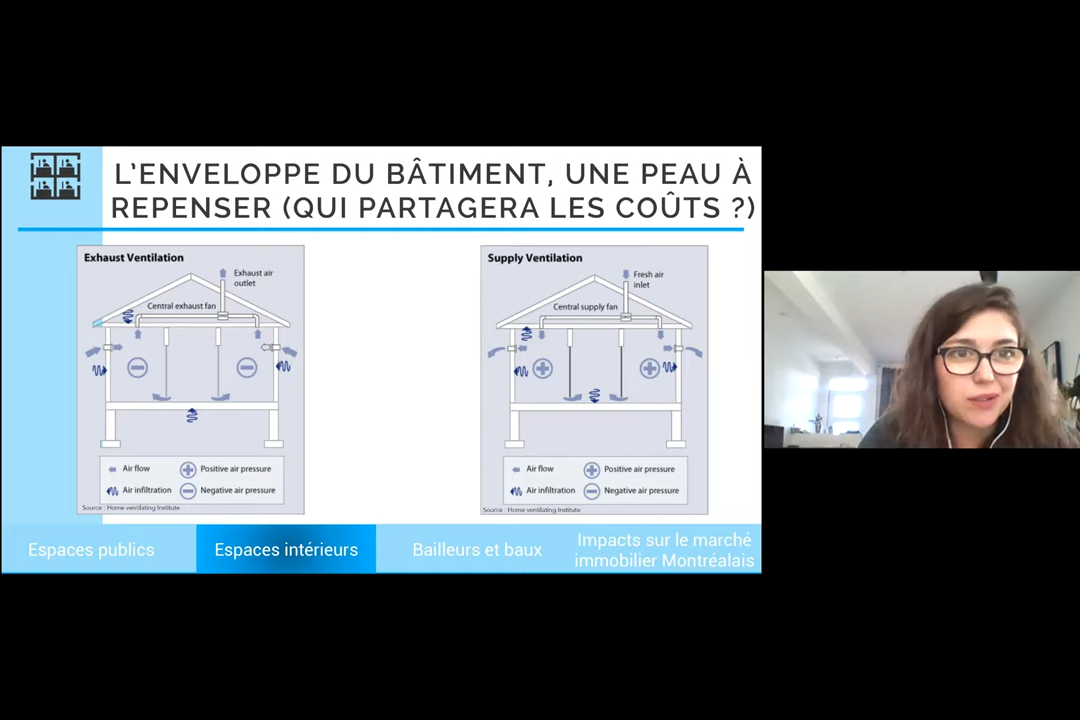 L’ENVELOPPE DU BÂTIMENT, UNE PEAU À
REPENSER (QUI PARTAGERA LES COÛTS ?)
Exhaust Ventilation
Exhaust air
outlet
Central exhaust fan
Air flow
Positive air pressure
Air infiltration
Negative air pressure
Source : Home ventilating Institute
Supply Ventilation
Fresh air
inlet
Central supply fan
Air flow
Positive air pressure
Air infiltration
Negative air pressure
Source : Home ventilating Institute
Espaces publics
Espaces intérieurs
Bailleurs et baux
Impacts sur le marché
immobilier Montréalais